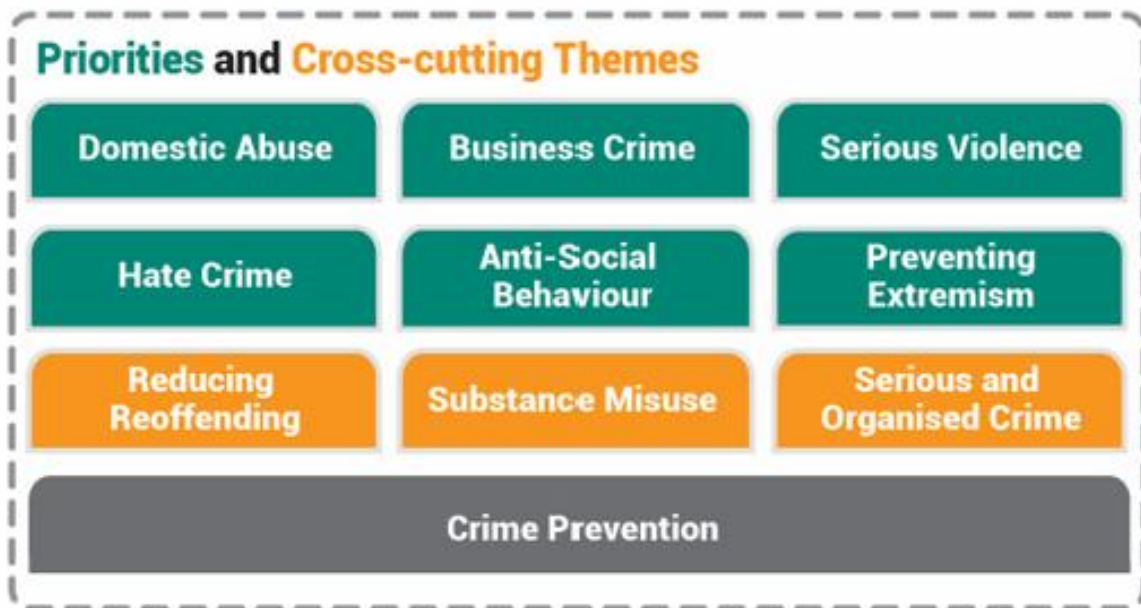 Priorities and Cross-cutting Themes
Domestic Abuse
Business Crime
Serious Violence
Hate Crime
Anti-Social
Behaviour
Preventing
Extremism
Reducing
Reoffending
Substance Misuse
Serious and
Organised Crime
Crime Prevention